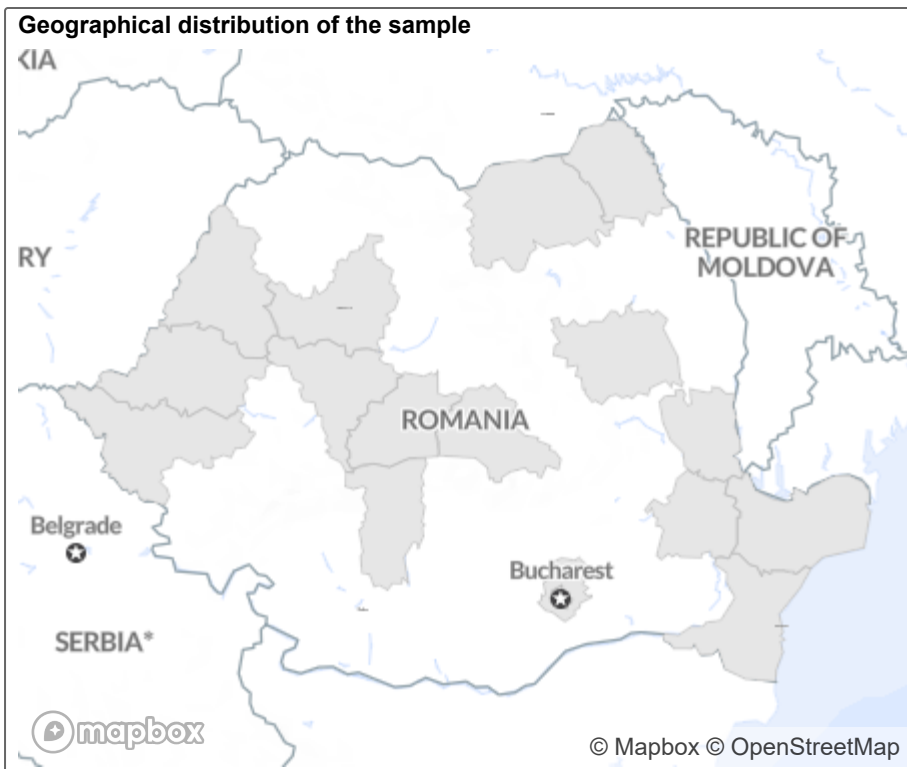 Geographical distribution of the sample
KIA
RY
REPUBLIC OF
MOLDOVA
ROMANIA
Belgrade
Bucharest
SERBIA*
mapbox
© Mapbox © OpenStreetMap